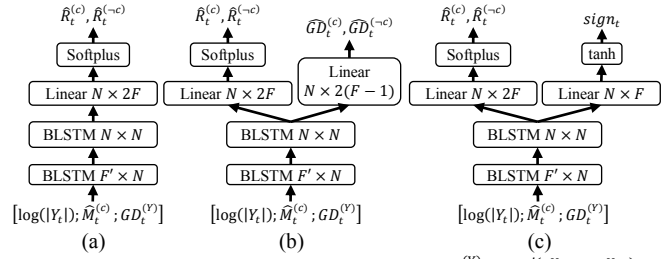 R̂_t^(c), R̂_t^(¬c)
Softplus
Linear N × 2F
BLSTM N × N
BLSTM F′ × N
[log(|Y_t|); M̂_t^(c); GD_t^(Y)]
(a)
R̂_t^(c), R̂_t^(¬c)
Softplus
Linear N × 2F
GD̂_t^(c), GD̂_t^(¬c)
Linear
N × 2(F − 1)
BLSTM N × N
BLSTM F′ × N
[log(|Y_t|); M̂_t^(c); GD_t^(Y)]
(b)
R̂_t^(c), R̂_t^(¬c)
Softplus
Linear N × 2F
sign_t
tanh
Linear N × F
BLSTM N × N
BLSTM F′ × N
[log(|Y_t|); M̂_t^(c); GD_t^(Y)]
(c)